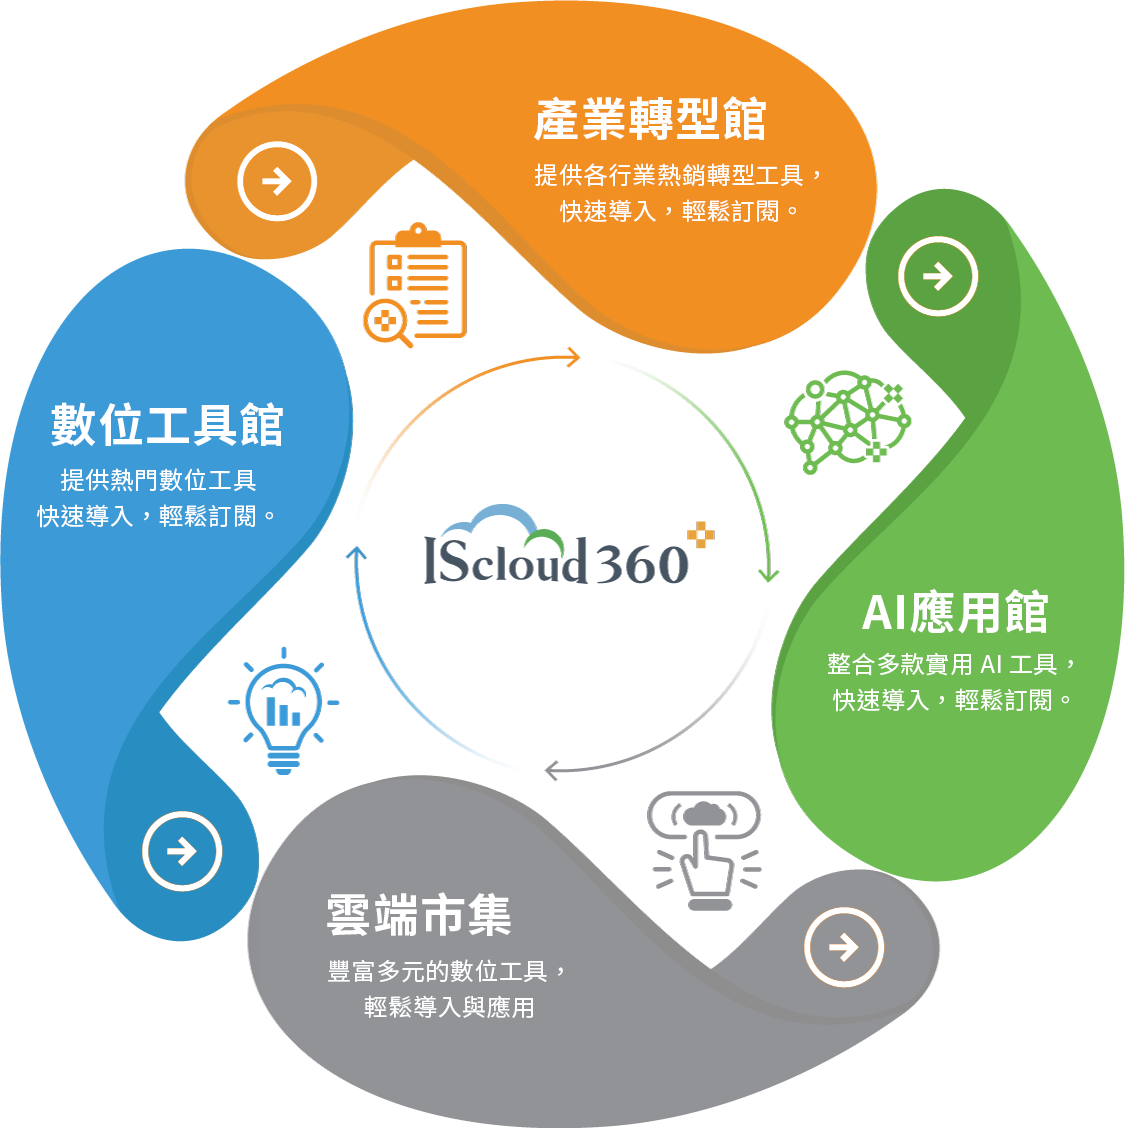 產業轉型館
提供各行業熱銷轉型工具，
快速導入，輕鬆訂閱。
數位工具館
提供熱門數位工具
快速導入，輕鬆訂閱。
IScloud360
AI應用館
整合多款實用 AI 工具，
快速導入，輕鬆訂閱。
雲端市集
豐富多元的數位工具，
輕鬆導入與應用